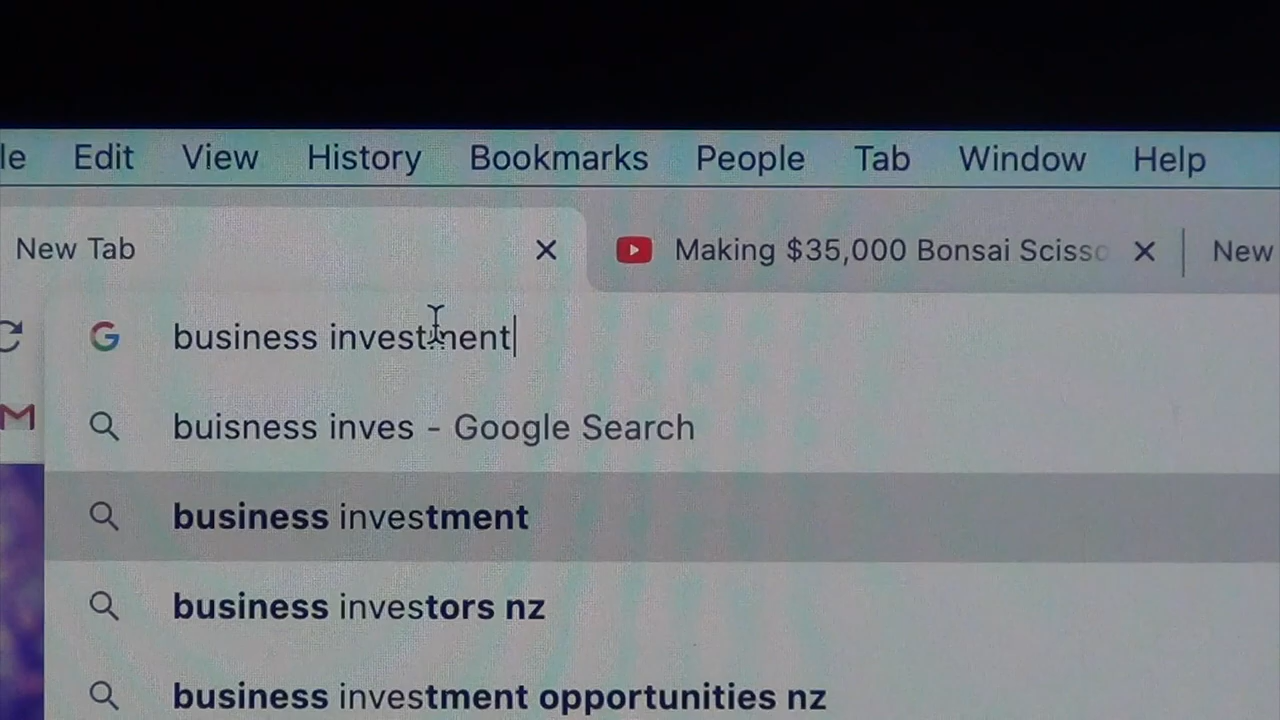 le Edit View History Bookmarks People Tab Window Help
New Tab Making $35,000 Bonsai Scisso New
business investment
buisness inves - Google Search
business investment
business investors nz
business investment opportunities nz